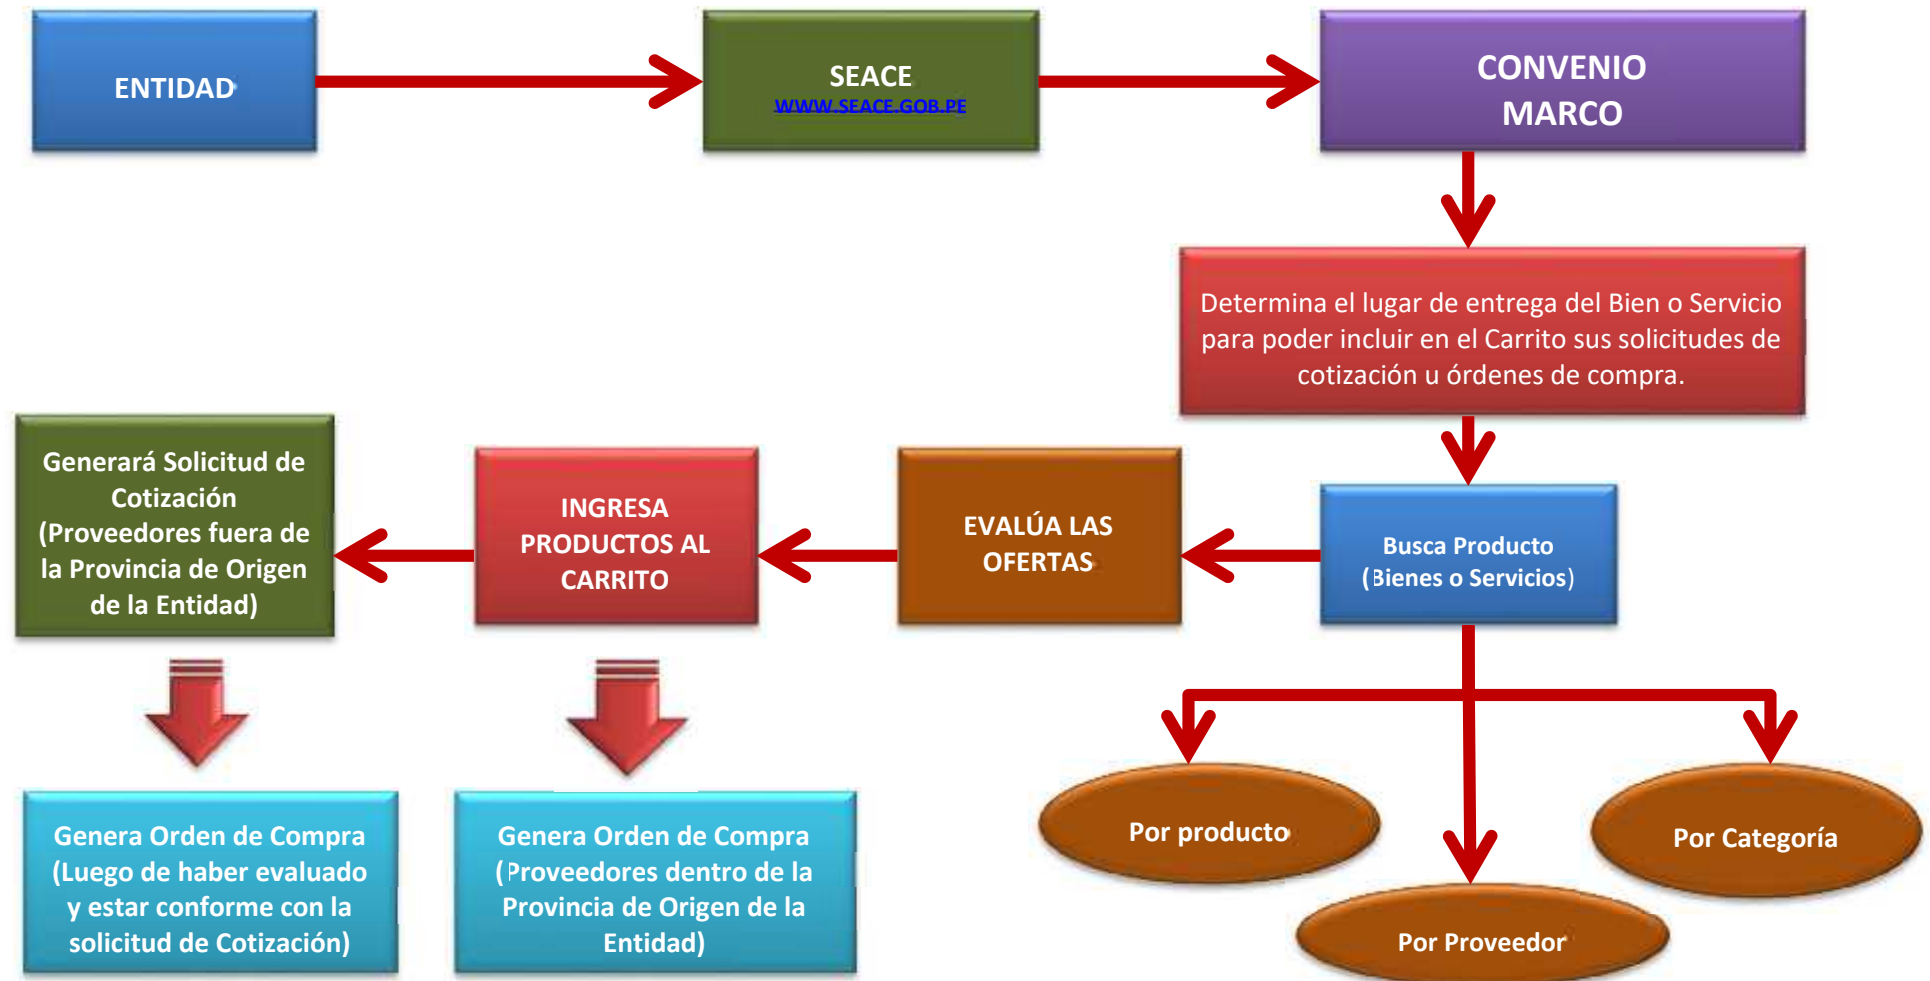 ENTIDAD
SEACE
WWW.SEACE.GOB.PE
CONVENIO
MARCO
Determina el lugar de entrega del Bien o Servicio
para poder incluir en el Carrito sus solicitudes de
cotización u órdenes de compra.
Busca Producto
(Bienes o Servicios)
EVALÚA LAS
OFERTAS
INGRESA
PRODUCTOS AL
CARRITO
Generará Solicitud de
Cotización
(Proveedores fuera de
la Provincia de Origen
de la Entidad)
Genera Orden de Compra
(Luego de haber evaluado
y estar conforme con la
solicitud de Cotización)
Genera Orden de Compra
(Proveedores dentro de la
Provincia de Origen de la
Entidad)
Por producto
Por Proveedor
Por Categoría